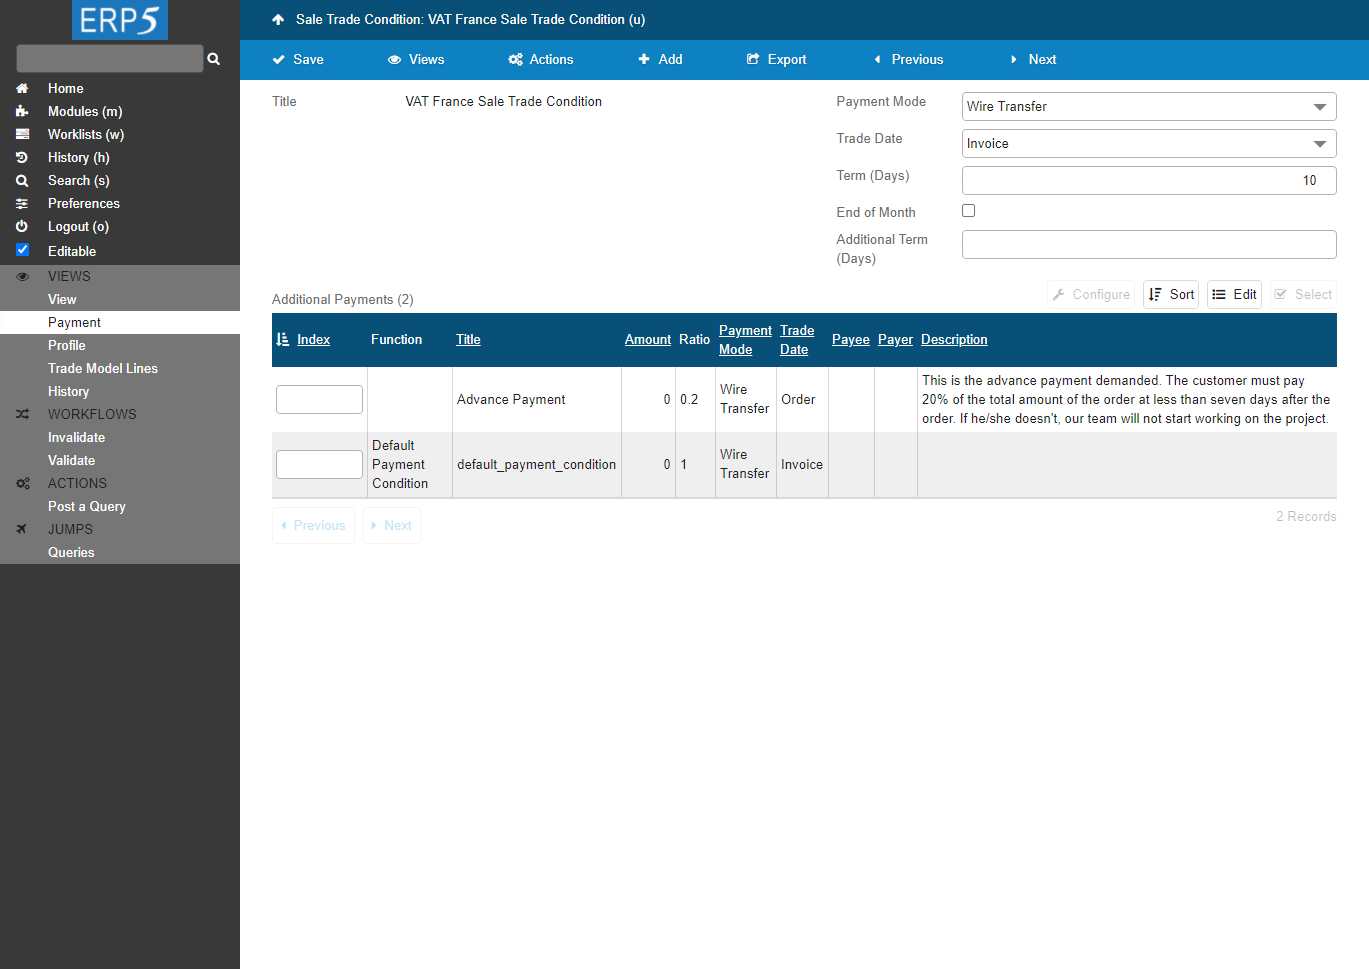 ERP5
Sale Trade Condition: VAT France Sale Trade Condition (u)
Save
Views
Actions
Add
Export
Previous
Next
Home
Modules (m)
Worklists (w)
History (h)
Search (s)
Preferences
Logout (o)
Editable
VIEWS
View
Payment
Profile
Trade Model Lines
History
WORKFLOWS
Invalidate
Validate
ACTIONS
Post a Query
JUMPS
Queries
Title VAT France Sale Trade Condition
Payment Mode Wire Transfer
Trade Date Invoice
Term (Days) 10
End of Month
Additional Term
(Days)
Additional Payments (2)
Configure
Sort
Edit
Select
Index Function Title Amount Ratio Payment Mode Trade Date Payee Payer Description
Advance Payment 0 0.2 Wire Transfer Order
This is the advance payment demanded. The customer must pay
20% of the total amount of the order at less than seven days after the
order. If he/she doesn't, our team will not start working on the project.
Default Payment Condition default_payment_condition 0 1 Wire Transfer Invoice
Previous
Next
2 Records